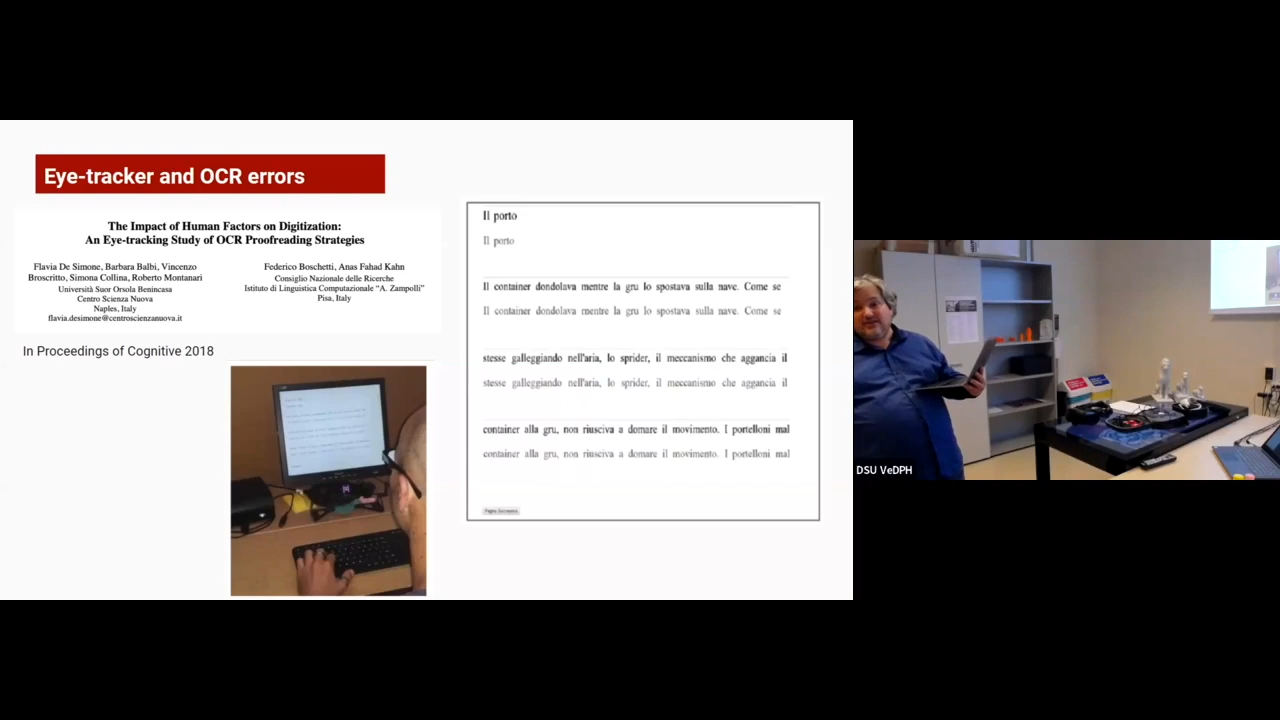 Eye-tracker and OCR errors
The Impact of Human Factors on Digitization:
An Eye-tracking Study of OCR Proofreading Strategies
Flavia De Simone, Barbara Balbi, Vincenzo
Broscritto, Simona Collina, Roberto Montanari
Università Suor Orsola Benincasa
Centro Scienza Nuova
Naples, Italy
flavia.desimone@centroscienzanuova.it
Federico Boschetti, Anas Fahad Kahn
Consiglio Nazionale delle Ricerche
Istituto di Linguistica Computazionale "A. Zampolli"
Pisa, Italy
In Proceedings of Cognitive 2018
Il porto
Il porto
Il container dondolava mentre la gru lo spostava sulla nave. Come se
Il container dondolava mentre la gru lo spostava sulla nave. Come se
stesse galleggiando nell'aria, lo sprider, il meccanismo che aggancia il
stesse galleggiando nell'aria, lo sprider, il meccanismo che aggancia il
container alla gru, non riusciva a domare il movimento. I portelloni mal
container alla gru, non riusciva a domare il movimento. I portelloni mal
Pagina Successiva
DSU VeDPH